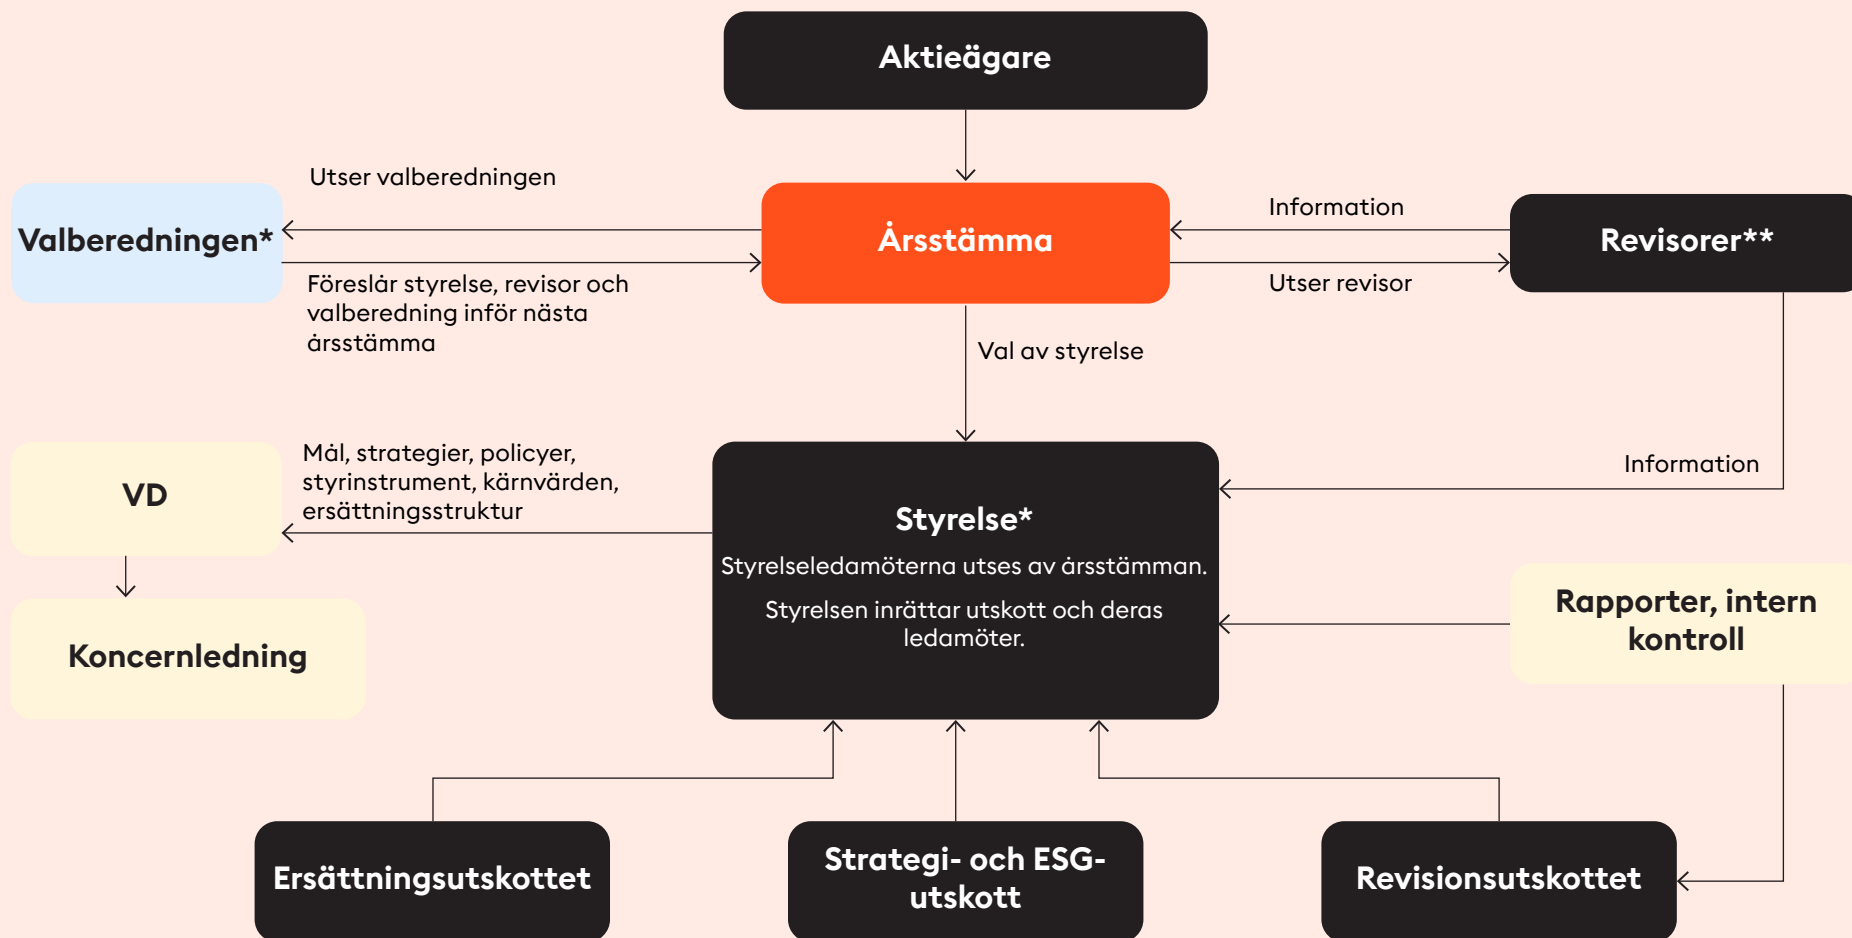 Aktieägare
Utser valberedningen
Valberedningen*
Föreslår styrelse, revisor och
valberedning inför nästa
årsstämma
Årsstämma
Information
Utser revisor
Revisorer**
Val av styrelse
VD
Mål, strategier, policyer,
styrinstrument, kärnvärden,
ersättningsstruktur
Koncernledning
Styrelse*
Styrelseledamöterna utses av årsstämman.
Styrelsen inrättar utskott och deras
ledamöter.
Information
Rapporter, intern
kontroll
Ersättningsutskottet
Strategi- och ESG-
utskott
Revisionsutskottet